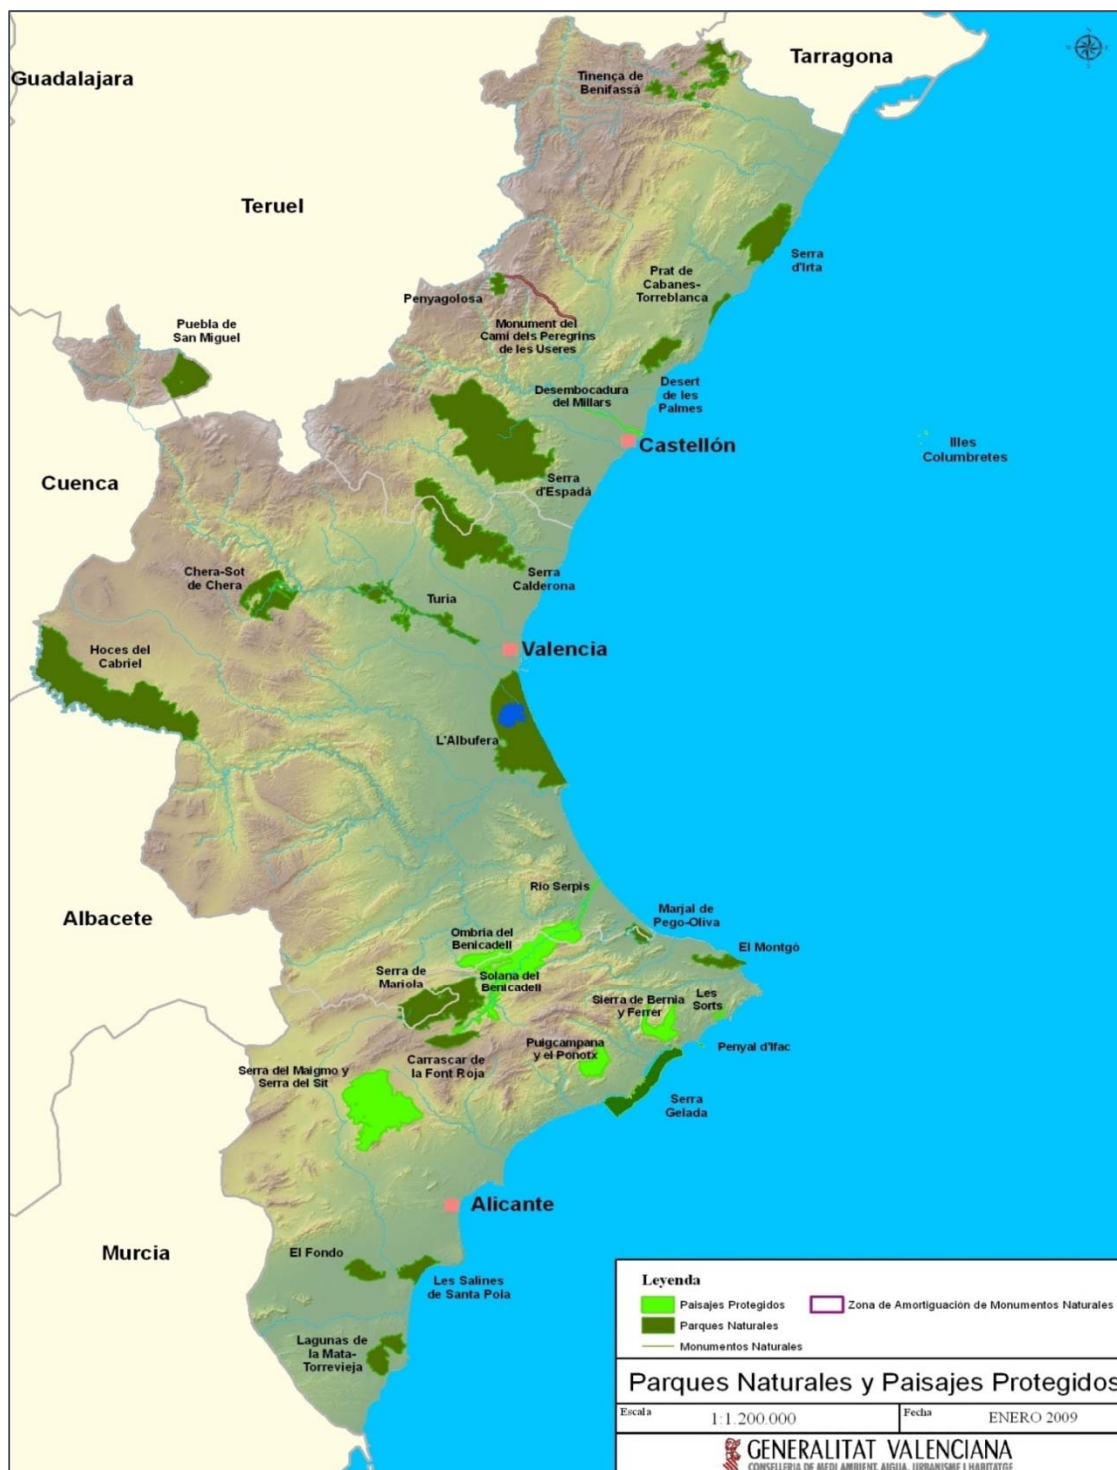 Tarragona
Guadalajara
Tinença de
Benifassà
Teruel
Serra
d'Irta
Prat de
Cabanes-
Torreblanca
Penyagolosa
Monument del
Camí dels Peregrins
de les Useres
Puebla de
San Miguel
Desert
de les
Palmes
Desembocadura
del Millars
Castellón
Illes
Columbretes
Cuenca
Serra
d'Espadà
Chera-Sot
de Chera
Serra
Calderona
Turia
Valencia
Hoces del
Cabriel
L'Albufera
Río Serpis
Albacete
Marjal de
Pego-Oliva
Ombria del
Benicadell
El Montgó
Serra de
Mariola
Solana del
Benicadell
Sierra de Bernia
y Ferrer
Les
Sorts
Penyal d'Ifac
Puigcampana
y el Ponotx
Carrascar de
la Font Roja
Serra del Maigmo y
Serra del Sit
Serra
Gelada
Alicante
Murcia
El Fondo
Les Salines
de Santa Pola
Lagunas de
la Mata-
Torrevieja
Leyenda
Paisajes Protegidos
Zona de Amortiguación de Monumentos Naturales
Parques Naturales
Monumentos Naturales
Parques Naturales y Paisajes Protegidos
Escala 1:1.200.000 Fecha ENERO 2009
GENERALITAT VALENCIANA
CONSELLERIA DE MEDI AMBIENT, AIGUA, URBANISME I HABITATGE